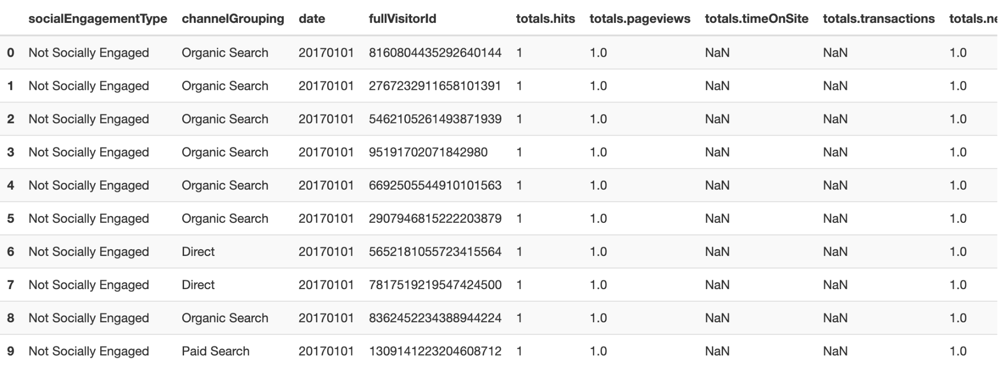 socialEngagementType channelGrouping date fullVisitorId totals.hits totals.pageviews totals.timeOnSite totals.transactions totals.ne
0 Not Socially Engaged Organic Search 20170101 8160804435292640144 1 1.0 NaN NaN 1.0
1 Not Socially Engaged Organic Search 20170101 2767232911658101391 1 1.0 NaN NaN 1.0
2 Not Socially Engaged Organic Search 20170101 5462105261493871939 1 1.0 NaN NaN 1.0
3 Not Socially Engaged Organic Search 20170101 95191702071842980 1 1.0 NaN NaN 1.0
4 Not Socially Engaged Organic Search 20170101 6692505544910101563 1 1.0 NaN NaN 1.0
5 Not Socially Engaged Organic Search 20170101 2907946815222203879 1 1.0 NaN NaN 1.0
6 Not Socially Engaged Direct 20170101 5652181055723415564 1 1.0 NaN NaN 1.0
7 Not Socially Engaged Direct 20170101 7817519219547424500 1 1.0 NaN NaN 1.0
8 Not Socially Engaged Organic Search 20170101 8362452234388944224 1 1.0 NaN NaN 1.0
9 Not Socially Engaged Paid Search 20170101 1309141223204608712 1 1.0 NaN NaN 1.0